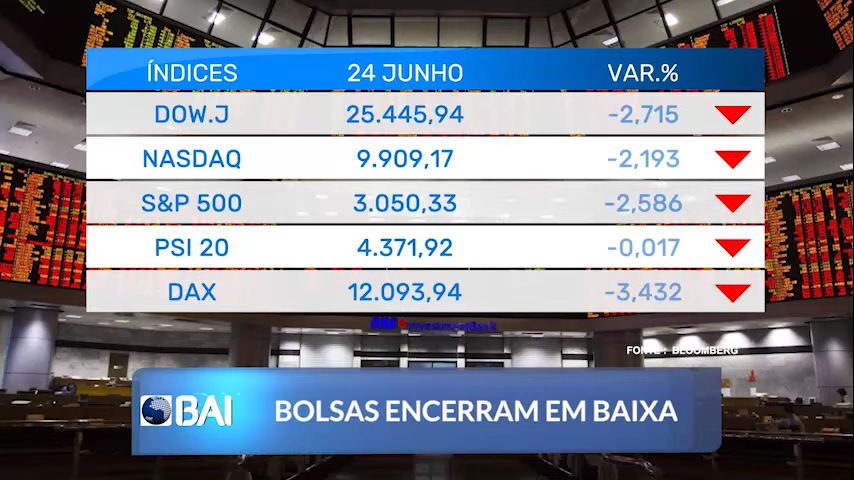 ÍNDICES 24 JUNHO VAR.%
DOW.J 25.445,94 -2,715
NASDAQ 9.909,17 -2,193
S&P 500 3.050,33 -2,586
PSI 20 4.371,92 -0,017
DAX 12.093,94 -3,432
InvestmentBank
FONTE: BLOOMBERG
BAI BOLSAS ENCERRAM EM BAIXA